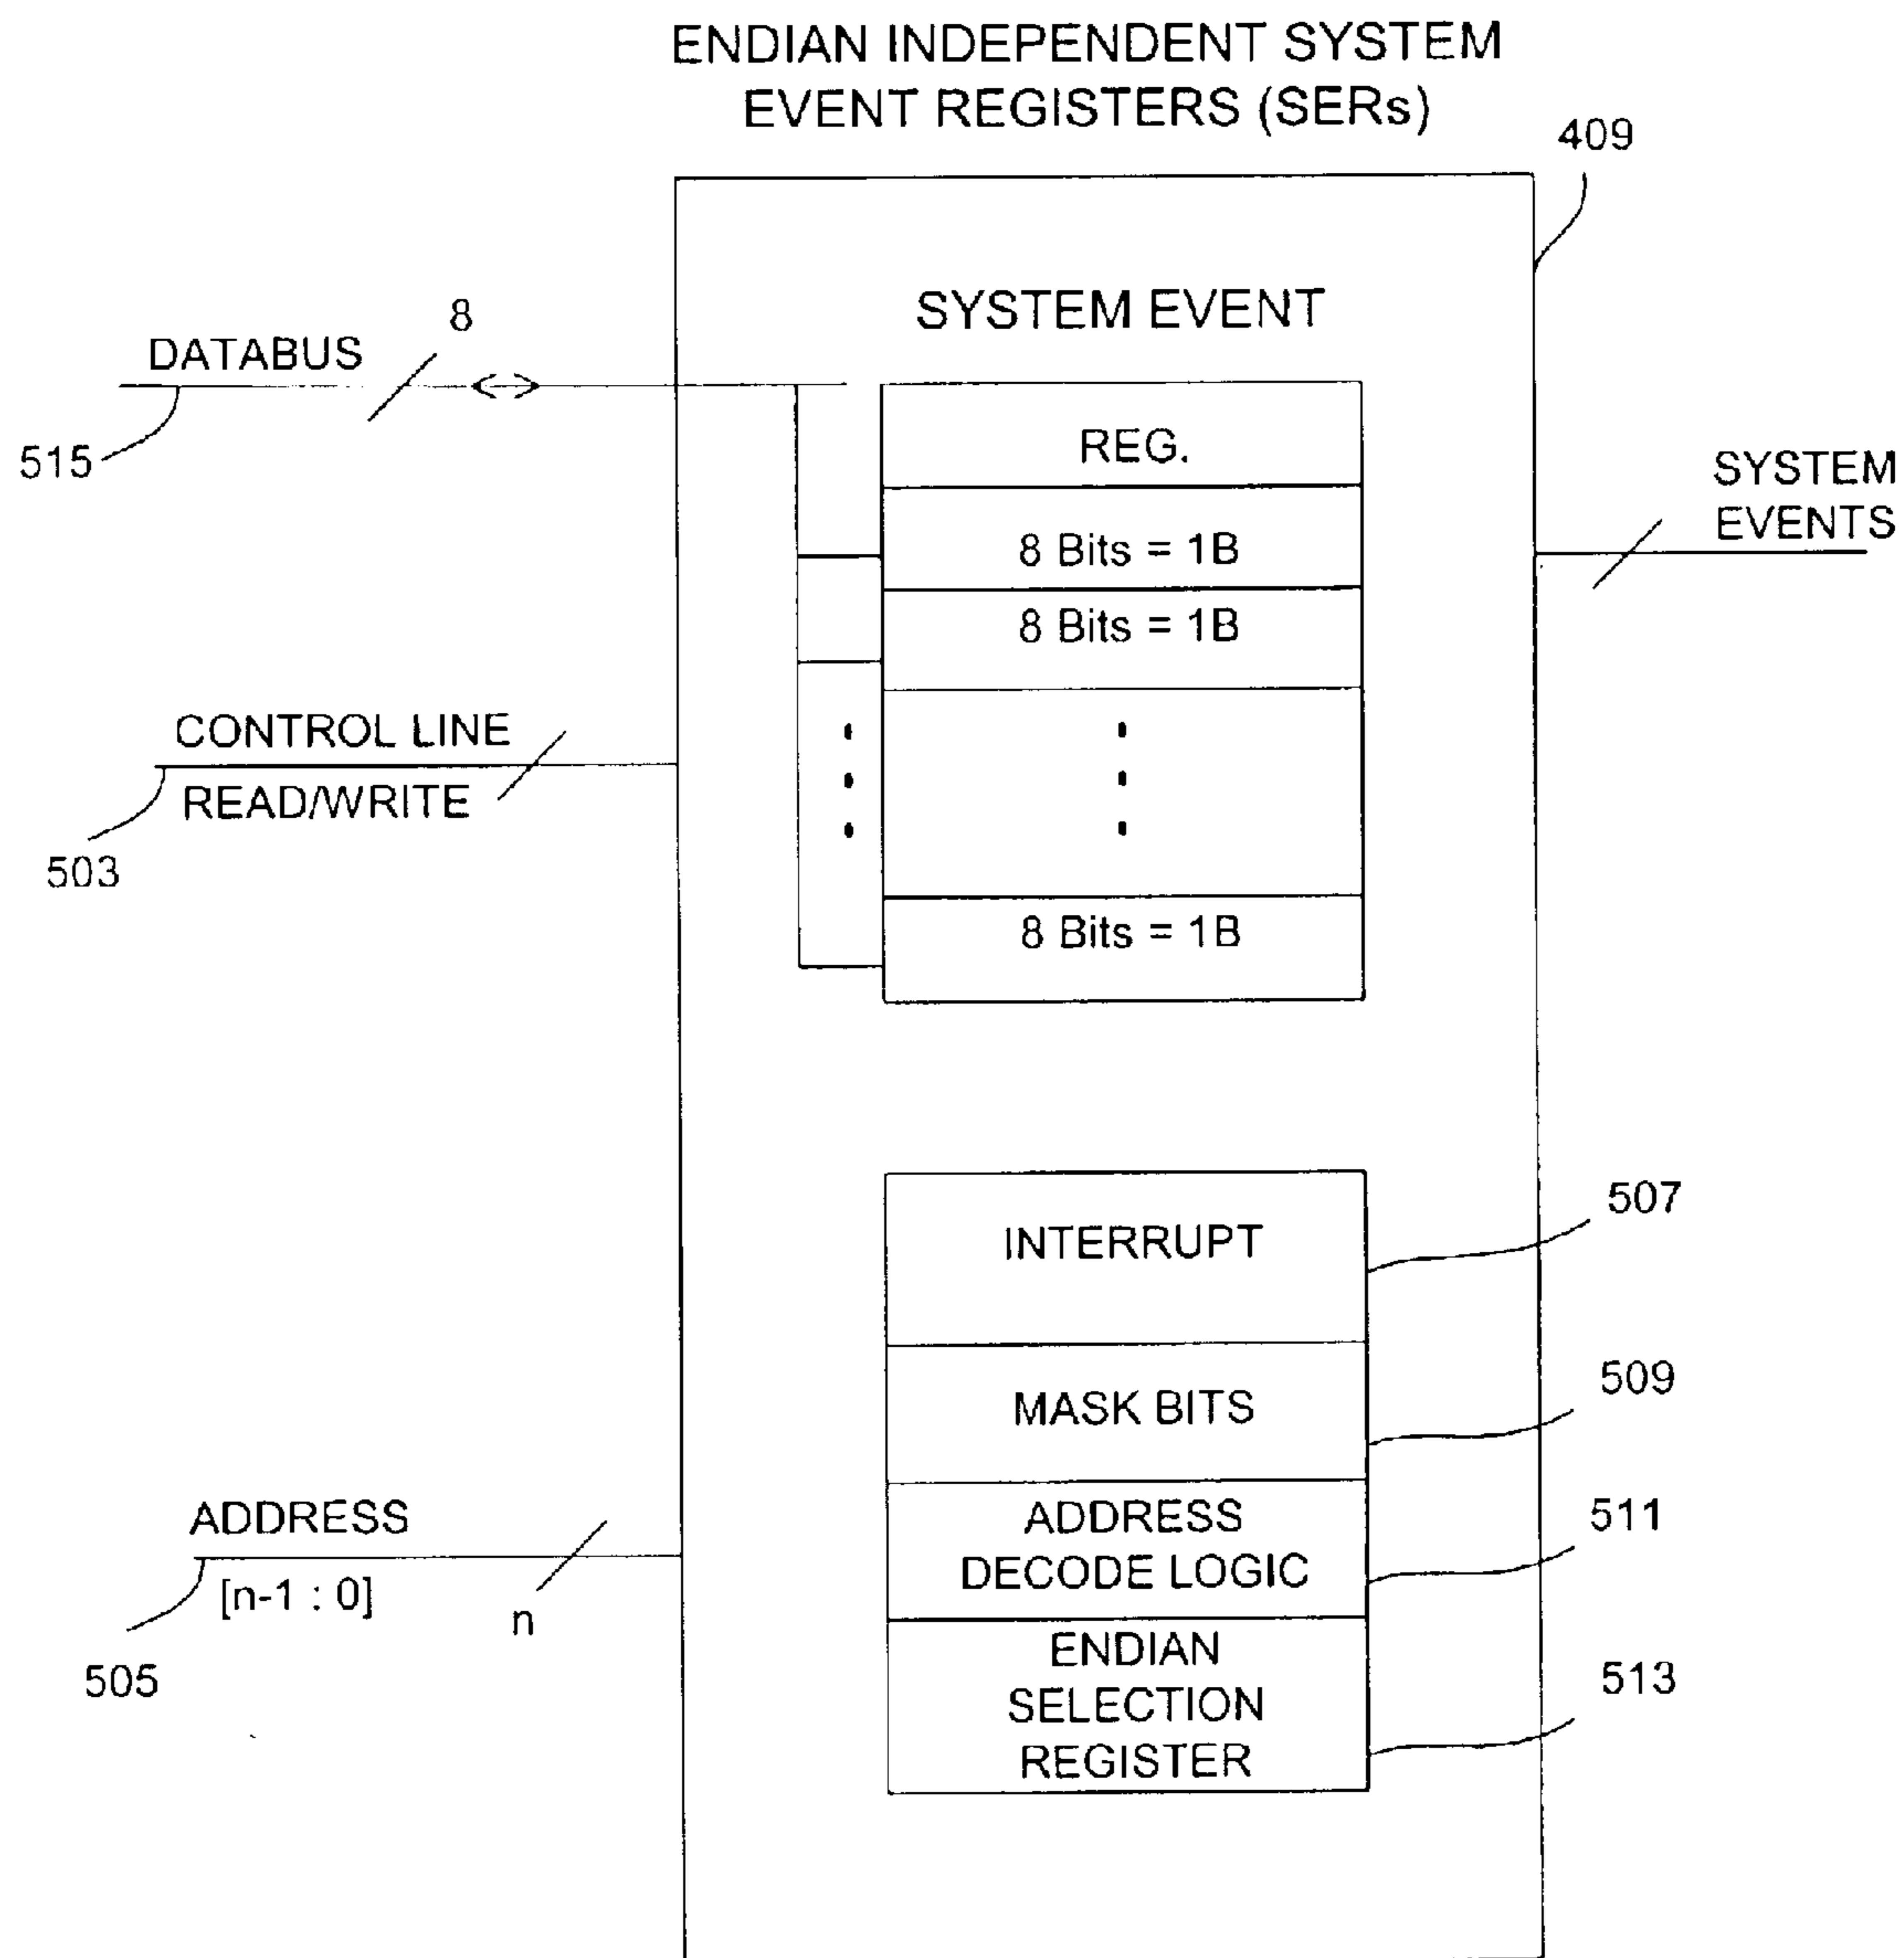 ENDIAN INDEPENDENT SYSTEM
EVENT REGISTERS (SERs)
409
SYSTEM EVENT
8
DATABUS
515
REG.
8 Bits = 1B
8 Bits = 1B
8 Bits = 1B
SYSTEM
EVENTS
CONTROL LINE
READ/WRITE
503
INTERRUPT
507
MASK BITS
509
ADDRESS
DECODE LOGIC
511
ENDIAN
SELECTION
REGISTER
513
ADDRESS
[n-1 : 0]
n
505